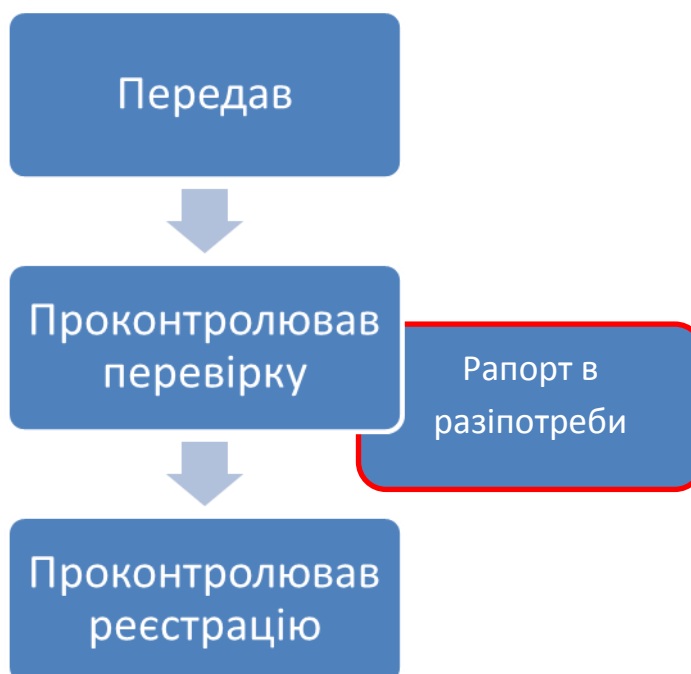 Передав
Проконтролював
перевірку
Рапорт в
разіпотреби
Проконтролював
реєстрацію